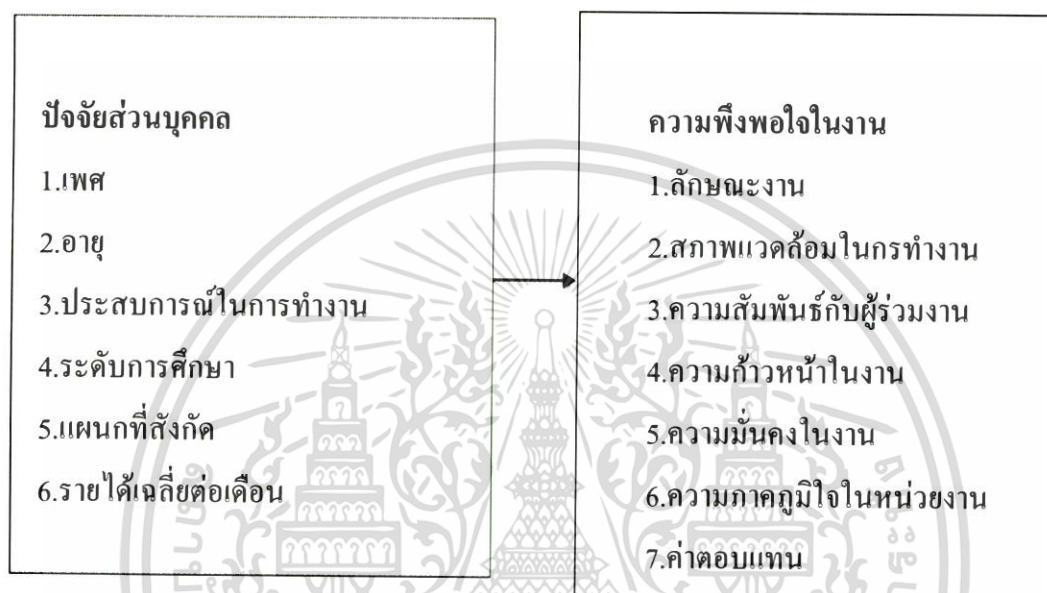 ปัจจัยส่วนบุคคล
1.เพศ
2.อายุ
3.ประสบการณ์ในการทำงาน
4.ระดับการศึกษา
5.แผนกที่สังกัด
6.รายได้เฉลี่ยต่อเดือน
ความพึงพอใจในงาน
1.ลักษณะงาน
2.สภาพแวดล้อมในกรทำงาน
3.ความสัมพันธ์กับผู้ร่วมงาน
4.ความก้าวหน้าในงาน
5.ความมั่นคงในงาน
6.ความภาคภูมิใจในหน่วยงาน
7.ค่าตอบแทน